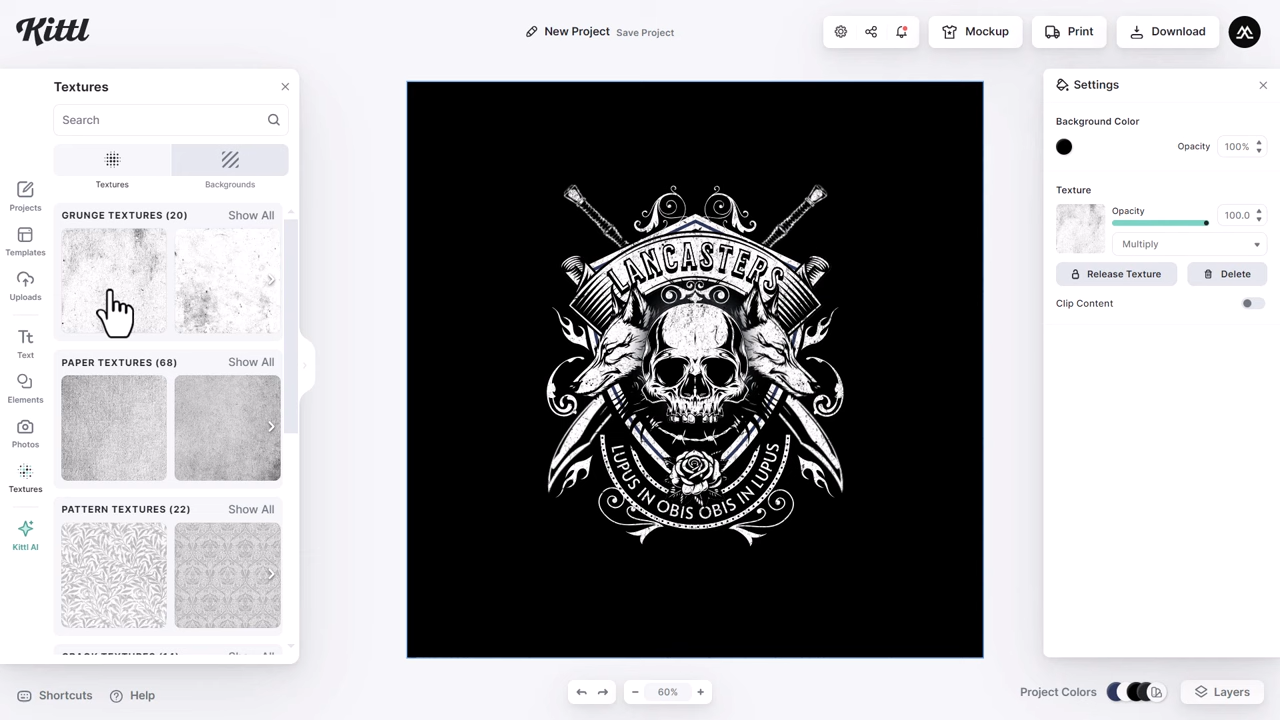 Kittl
New Project Save Project
Mockup
Print
Download
Textures
Search
Textures
Backgrounds
GRUNGE TEXTURES (20) Show All
PAPER TEXTURES (68) Show All
PATTERN TEXTURES (22) Show All
Projects
Templates
Uploads
Text
Elements
Photos
Textures
Kittl AI
LANCASTERS
LUPUS IN OBIS OBIS IN LUPUS
Settings
Background Color
Opacity 100%
Texture
Opacity 100.0
Multiply
Release Texture
Delete
Clip Content
Shortcuts
Help
60%
Project Colors
Layers